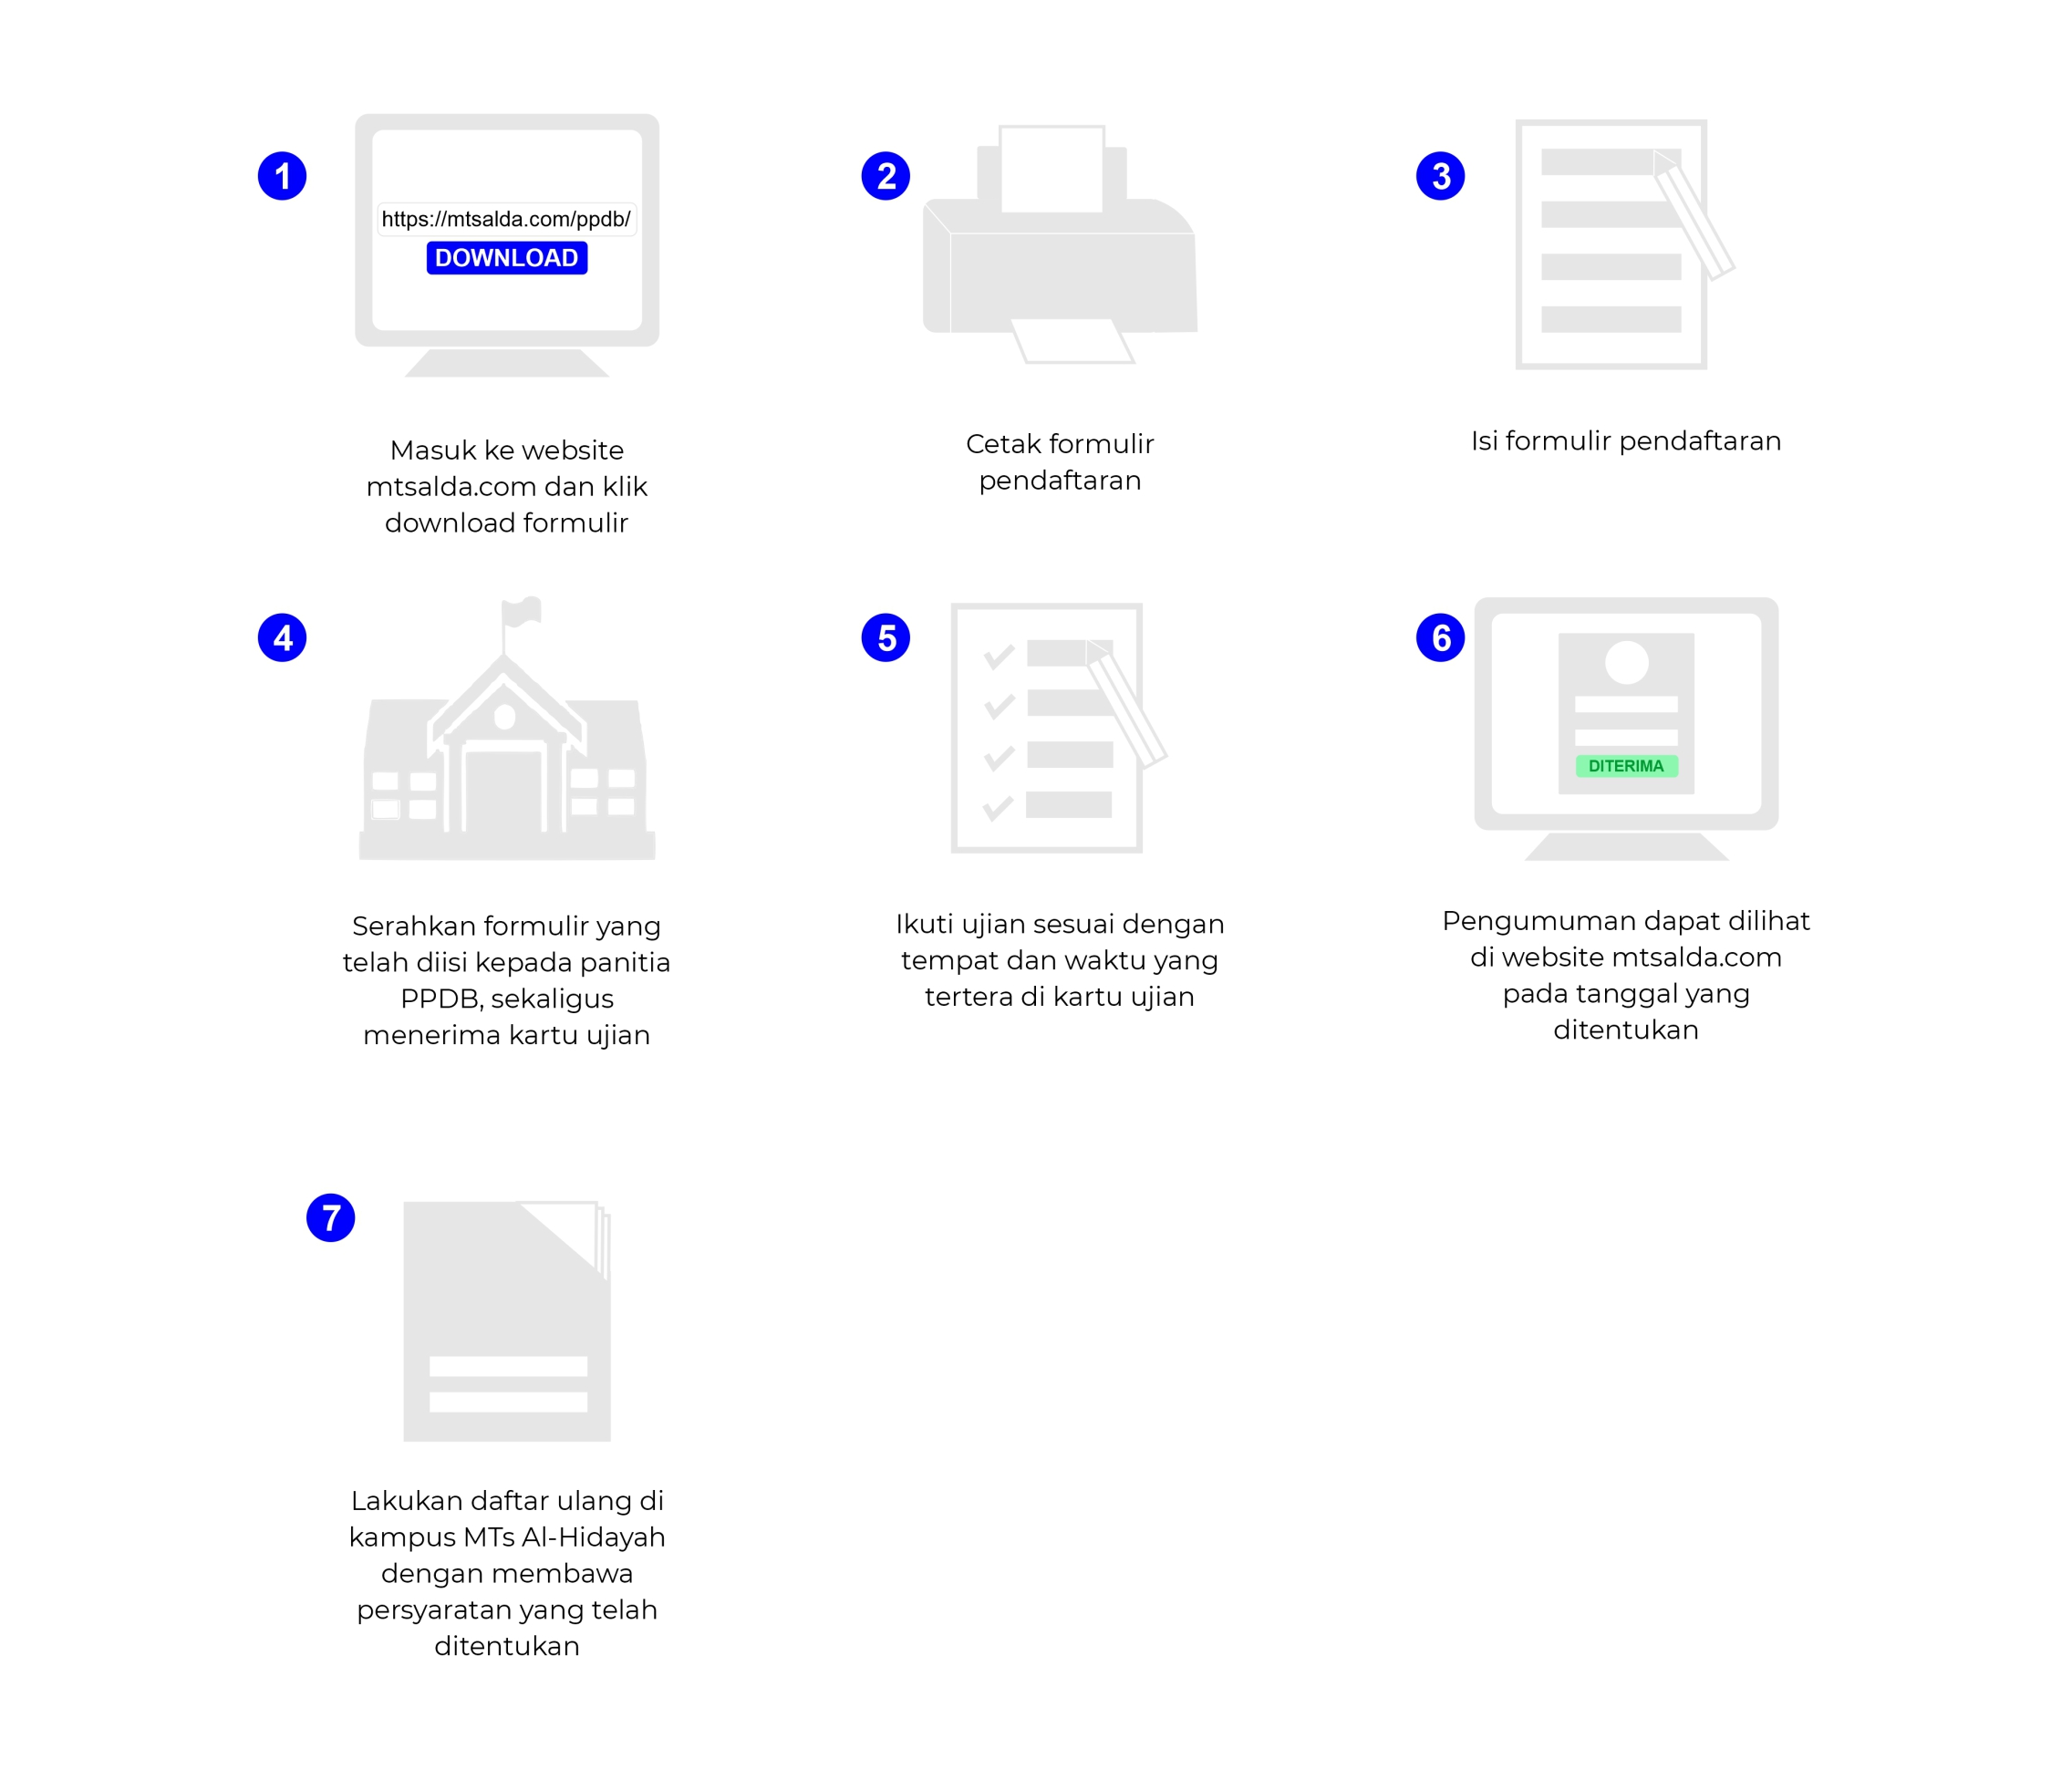 1
https://mtsalda.com/ppdb/
DOWNLOAD
Masuk ke website
mtsalda.com dan klik
download formulir
2
Cetak formulir
pendaftaran
3
Isi formulir pendaftaran
4
Serahkan formulir yang
telah diisi kepada panitia
PPDB, sekaligus
menerima kartu ujian
5
Ikuti ujian sesuai dengan
tempat dan waktu yang
tertera di kartu ujian
6
DITERIMA
Pengumuman dapat dilihat
di website mtsalda.com
pada tanggal yang
ditentukan
7
Lakukan daftar ulang di
kampus MTs Al-Hidayah
dengan membawa
persyaratan yang telah
ditentukan